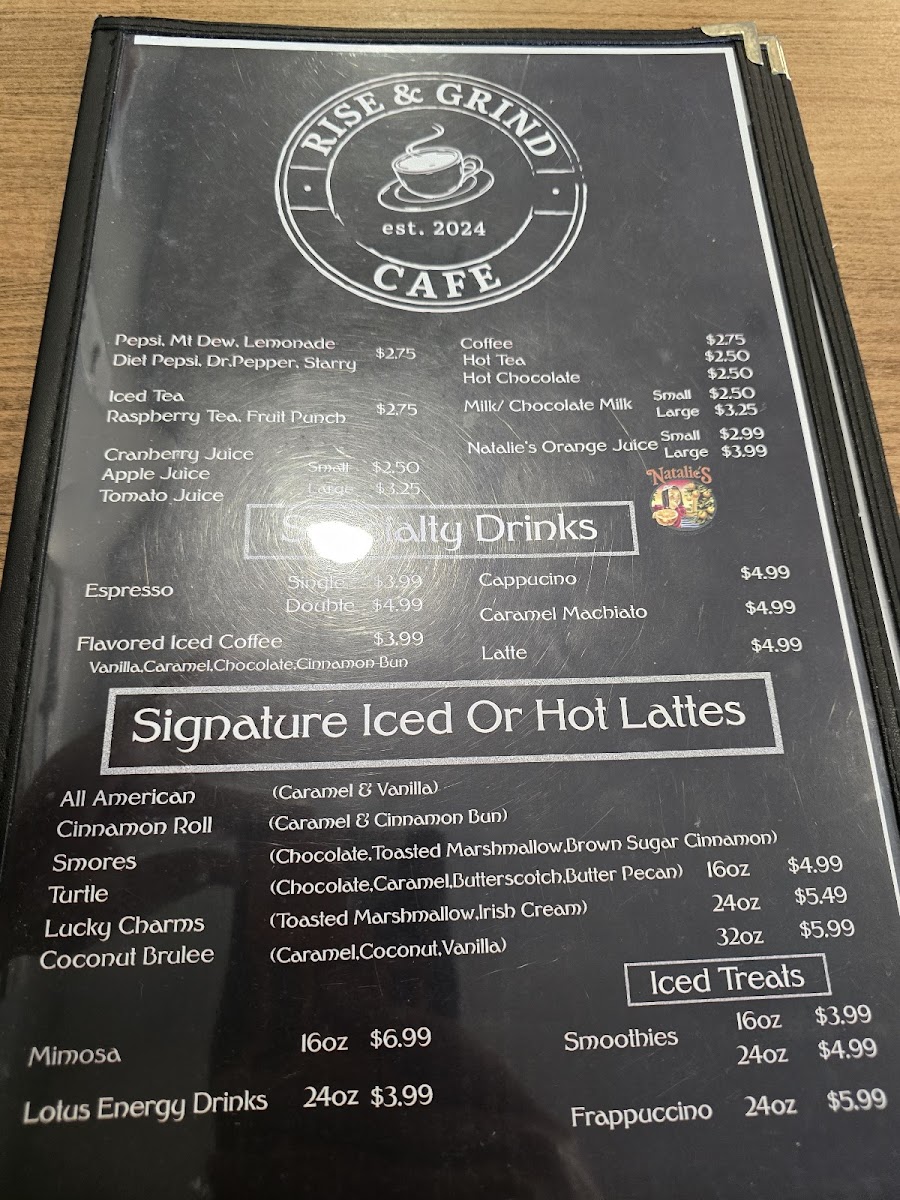 RISE & GRIND
est. 2024
CAFE
Pepsi, Mt Dew, Lemonade
Diet Pepsi, Dr.Pepper, Starry $2.75
Iced Tea
Raspberry Tea, Fruit Punch $2.75
Cranberry Juice
Apple Juice Small $2.50
Tomato Juice Large $3.25
Coffee $2.75
Hot Tea $2.50
Hot Chocolate $2.50
Milk/ Chocolate Milk Small $2.50
Large $3.25
Natalie's Orange Juice Small $2.99
Large $3.99
Natalie's
Specialty Drinks
Espresso Single $3.99
Double $4.99
Flavored Iced Coffee $3.99
Vanilla,Caramel,Chocolate,Cinnamon Bun
Cappucino $4.99
Caramel Machiato $4.99
Latte $4.99
Signature Iced Or Hot Lattes
All American (Caramel & Vanilla)
Cinnamon Roll (Caramel & Cinnamon Bun)
Smores (Chocolate,Toasted Marshmallow,Brown Sugar Cinnamon)
Turtle (Chocolate,Caramel,Butterscotch,Butter Pecan) 16oz $4.99
Lucky Charms (Toasted Marshmallow,Irish Cream) 24oz $5.49
Coconut Brulee (Caramel,Coconut,Vanilla) 32oz $5.99
Iced Treats
Mimosa 16oz $6.99
Lotus Energy Drinks 24oz $3.99
Smoothies 16oz $3.99
24oz $4.99
Frappuccino 24oz $5.99